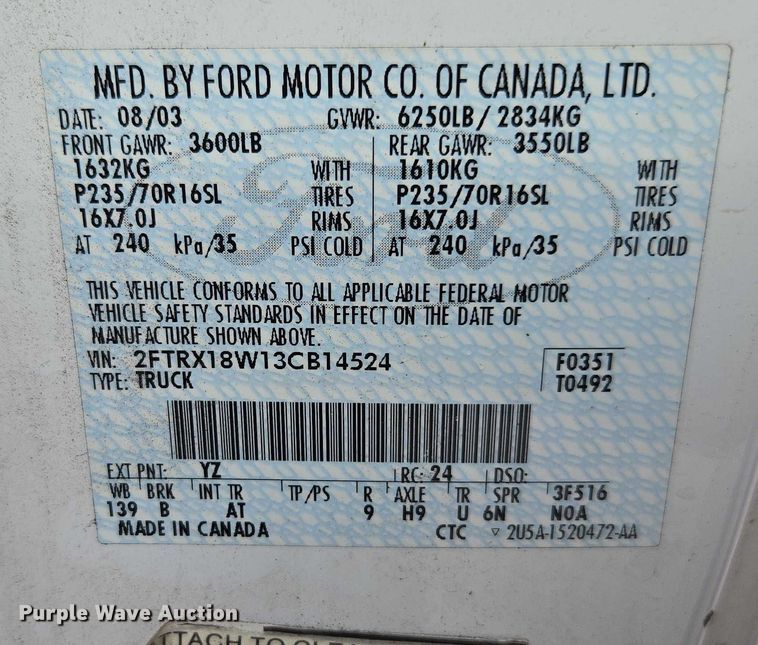 MFD. BY FORD MOTOR CO. OF CANADA, LTD.
DATE: 08/03 GVWR: 6250LB/ 2834KG
FRONT GAWR: 3600LB REAR GAWR: 3550LB
1632KG WITH 1610KG WITH
P235/70R16SL TIRES P235/70R16SL TIRES
16X7.0J RIMS 16X7.0J RIMS
AT 240 kPa/35 PSI COLD AT 240 kPa/35 PSI COLD
THIS VEHICLE CONFORMS TO ALL APPLICABLE FEDERAL MOTOR
VEHICLE SAFETY STANDARDS IN EFFECT ON THE DATE OF
MANUFACTURE SHOWN ABOVE.
VIN: 2FTRX18W13CB14524 F0351
TYPE: TRUCK T0492
EXT PNT: YZ RC: 24 DSO:
WB BRK INT TR TP/PS R AXLE TR SPR 3F516
139 B AT 9 H9 U 6N NOA
MADE IN CANADA CTC ▽ 2U5A-1520472-AA
Ford
Purple Wave Auction
ATTACH TO